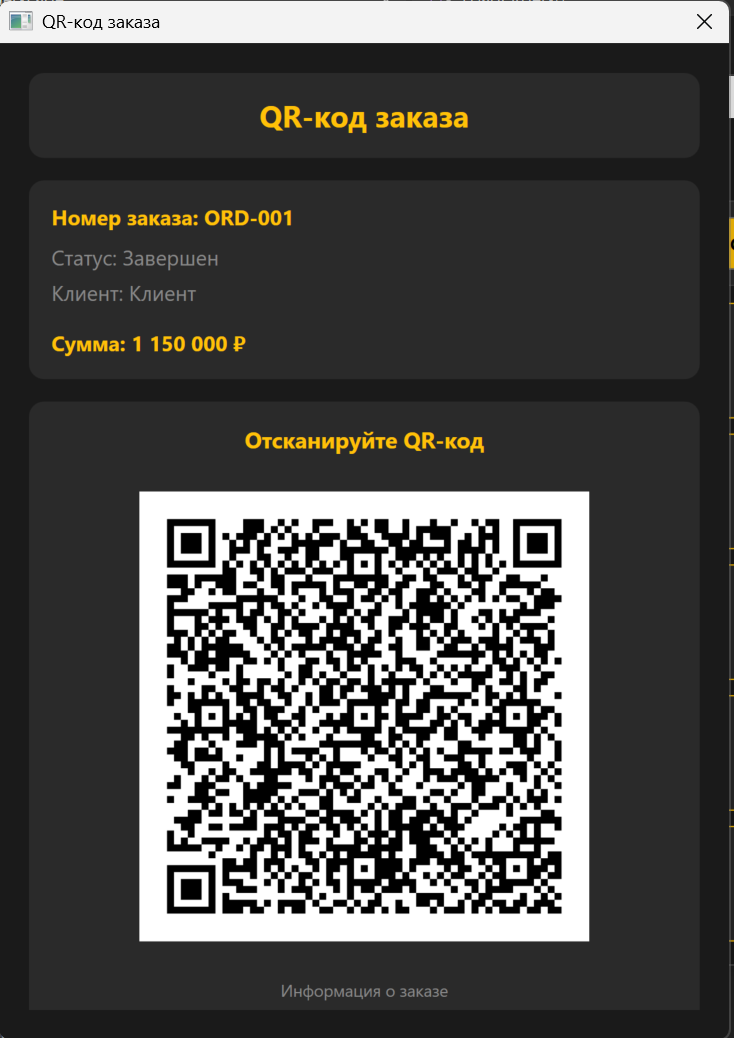 QR-код заказа
QR-код заказа
Номер заказа: ORD-001
Статус: Завершен
Клиент: Клиент
Сумма: 1 150 000 ₽
Отсканируйте QR-код
Информация о заказе